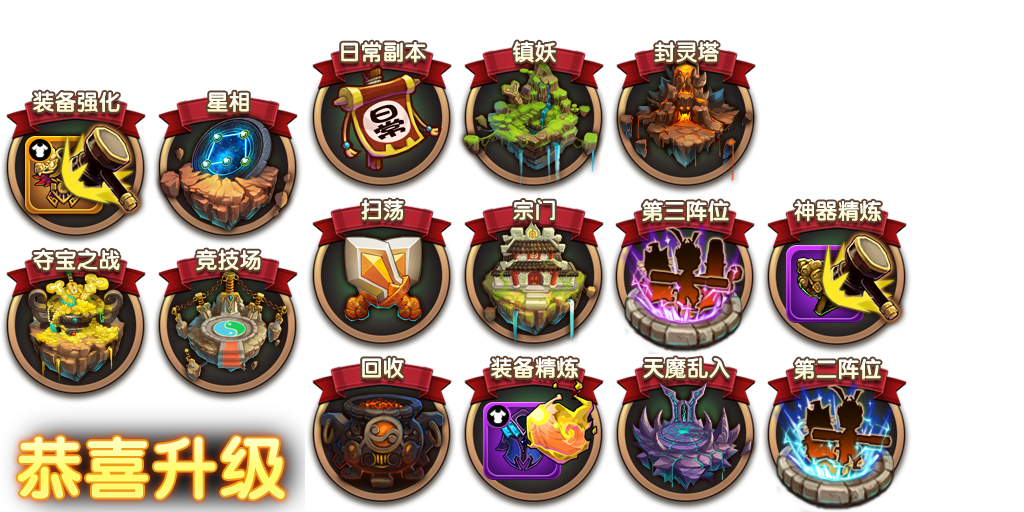 日常副本
镇妖
封灵塔
日常
装备强化
星相
扫荡
宗门
第三阵位
神器精炼
夺宝之战
竞技场
回收
装备精炼
天魔乱入
第二阵位
恭喜升级